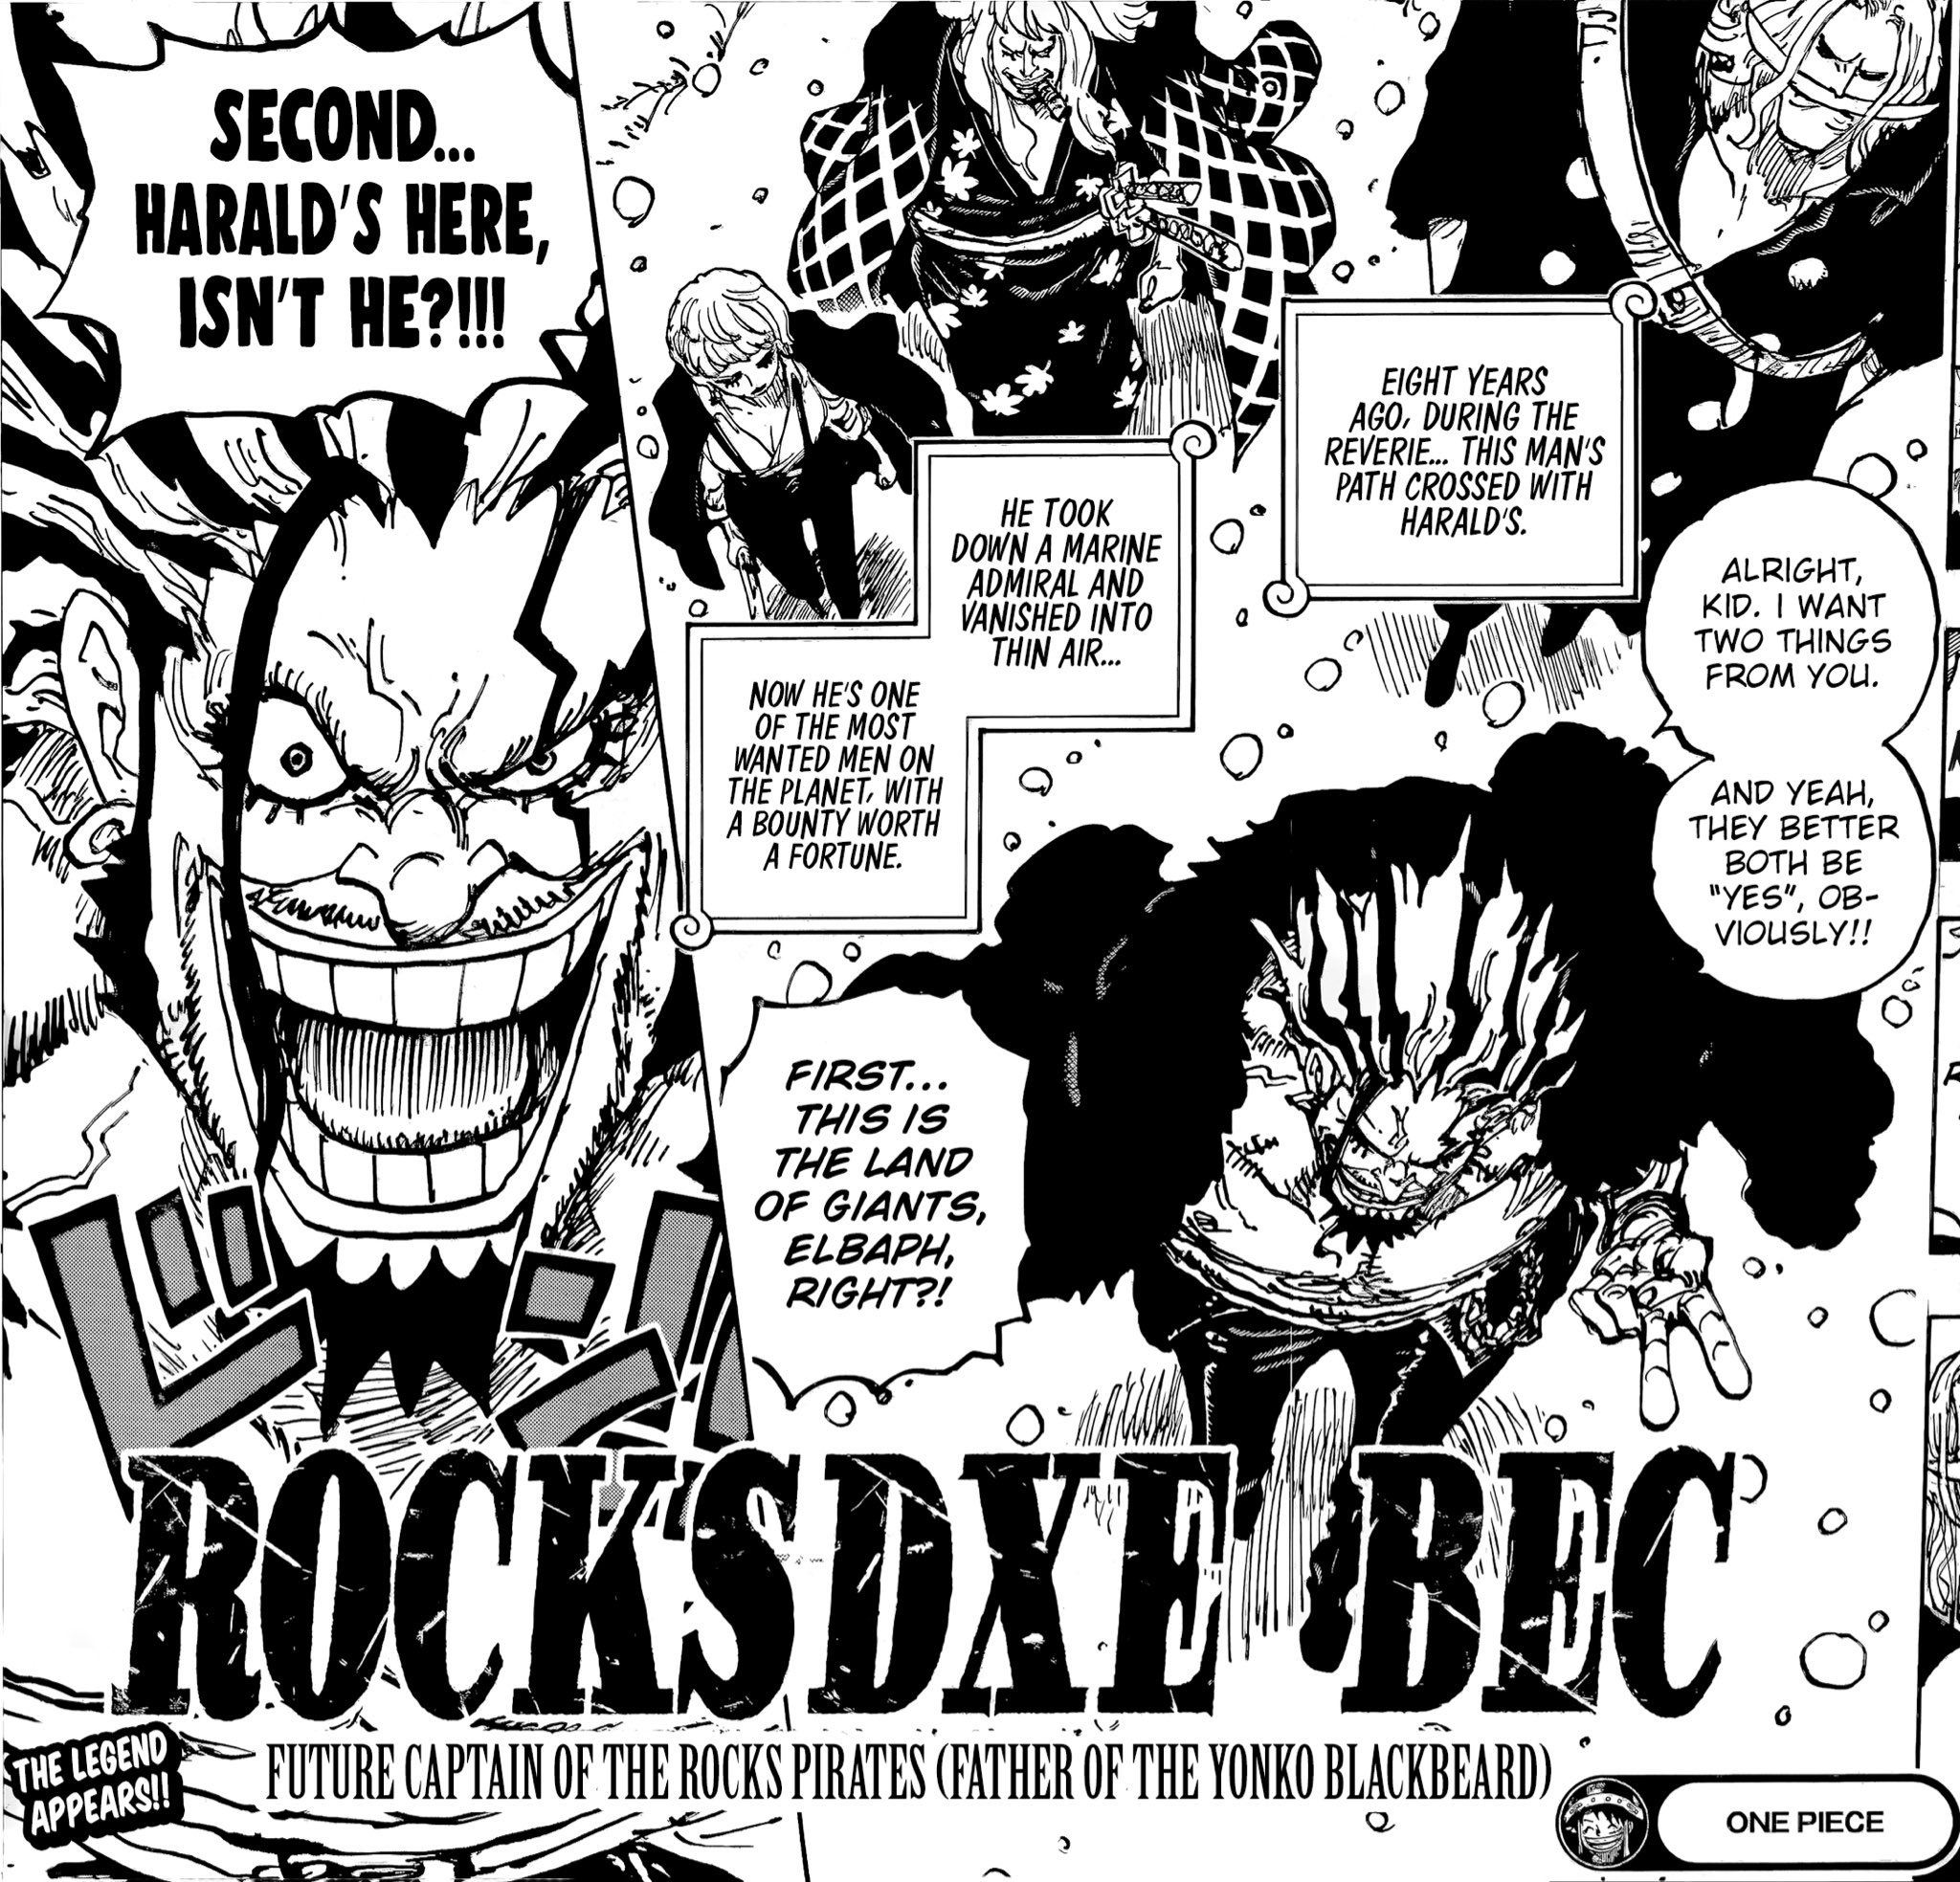 EIGHT YEARS
AGO, DURING THE
REVERIE... THIS MAN'S
PATH CROSSED WITH
HARALD'S.
HE TOOK
DOWN A MARINE
ADMIRAL AND
VANISHED INTO
THIN AIR...
NOW HE'S ONE
OF THE MOST
WANTED MEN ON
THE PLANET, WITH
A BOUNTY WORTH
A FORTUNE.
ALRIGHT,
KID. I WANT
TWO THINGS
FROM YOU.
AND YEAH,
THEY BETTER
BOTH BE
"YES", OB-
VIOUSLY!!
FIRST...
THIS IS
THE LAND
OF GIANTS,
ELBAPH,
RIGHT?!
SECOND...
HARALD'S HERE,
ISN'T HE?!!!
ROCKS D XEBEC
FUTURE CAPTAIN OF THE ROCKS PIRATES (FATHER OF THE YONKO BLACKBEARD)
THE LEGEND
APPEARS!!
ONE PIECE